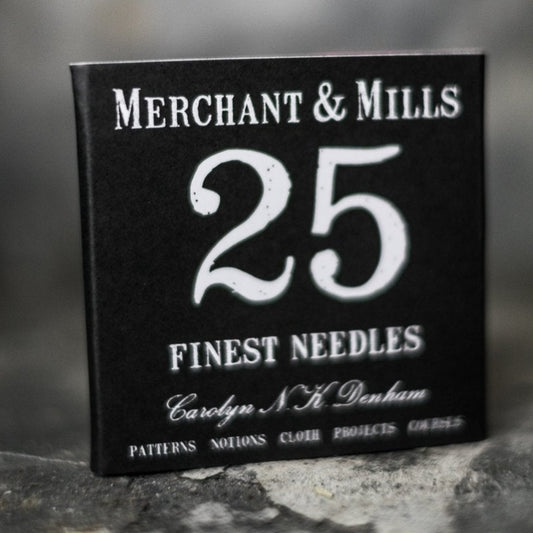 MERCHANT & MILLS
25
FINEST NEEDLES
Carolyn N.K. Denham
PATTERNS NOTIONS CLOTH PROJECTS COURSES